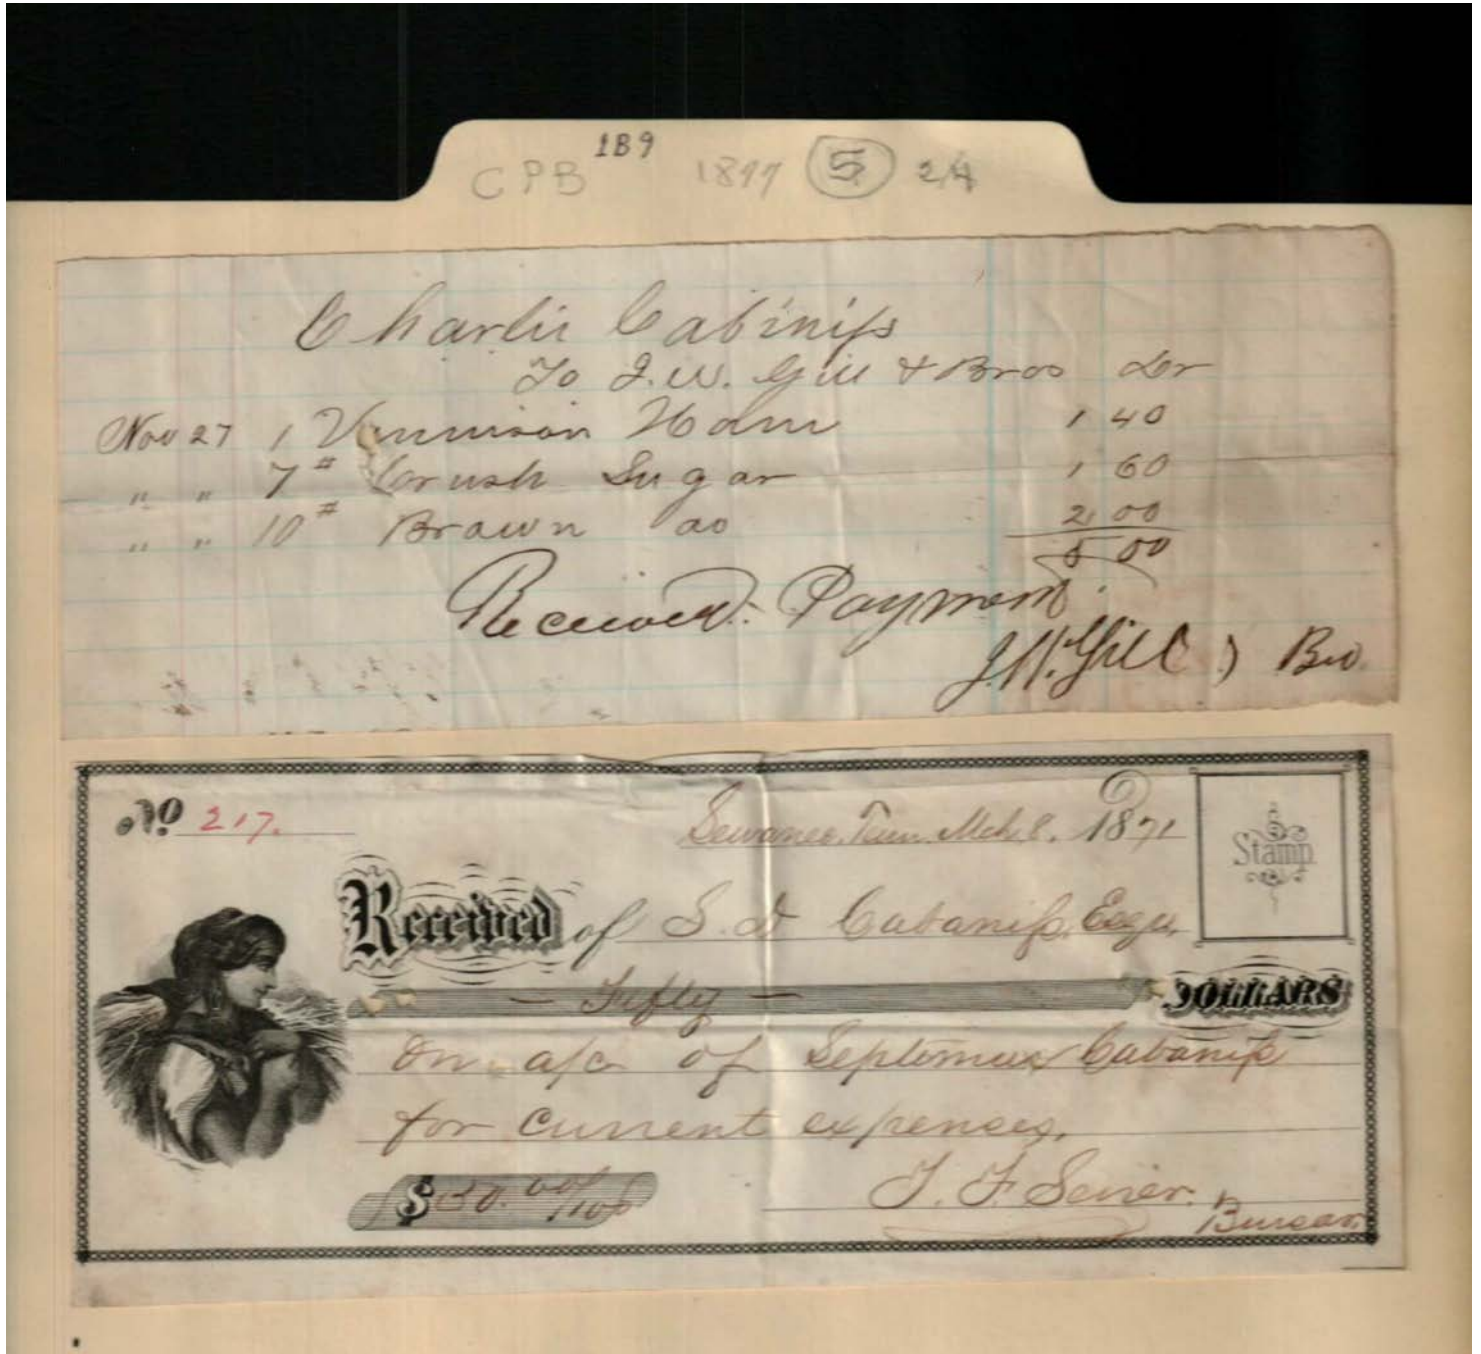 CPB 1B9 1877 5 24
Charlie Cabiniss
To J.W. Gill & Bros Dr
Nov 27 1 Vennison Ham 1 40
" " 7# Crush Sugar 1 60
" " 10# Brown do 2 00
5 00
Received Payment
J.W. Gill & Bro
No 217. Sewanee, Tenn. Mch 8. 1871
Stamp
Received of S. D Cabaniss, Esqr.
— Fifty — DOLLARS
on a/c of Septimus Cabaniss
for current expenses.
$50.00/100 T. F. Sevier.
Bursar.